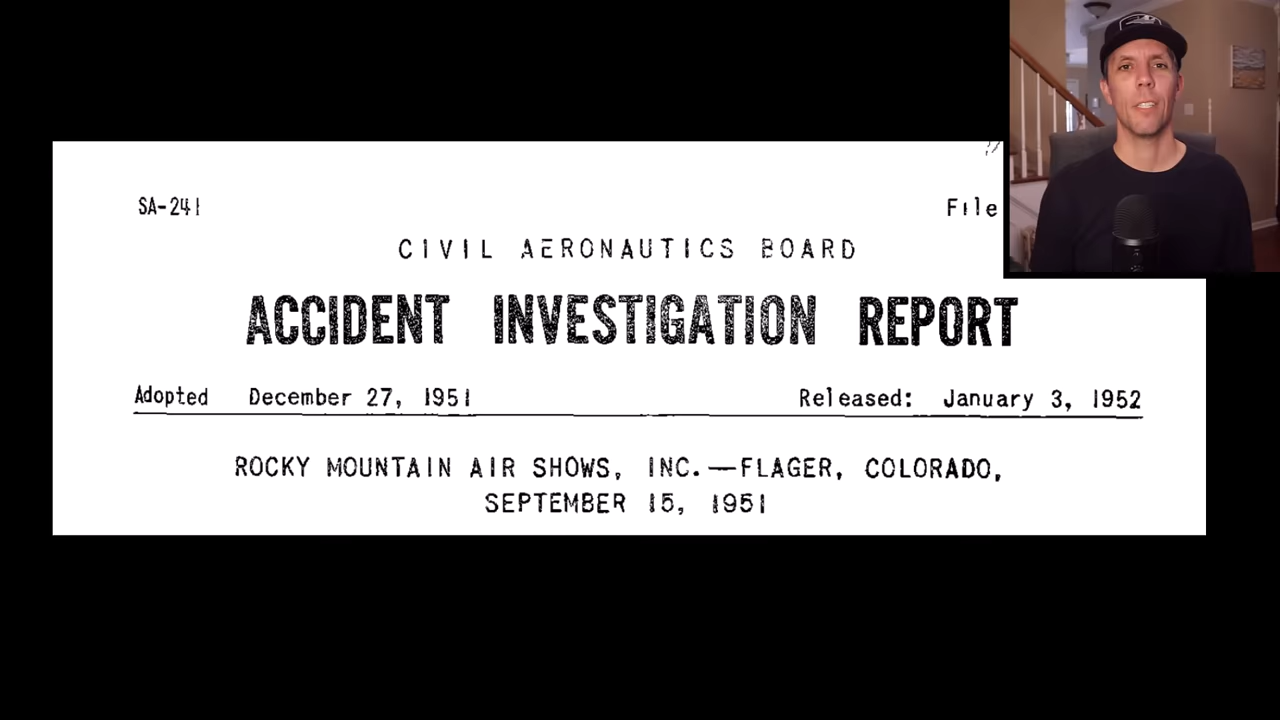 SA-241
File
CIVIL AERONAUTICS BOARD
ACCIDENT INVESTIGATION REPORT
Adopted December 27, 1951 Released: January 3, 1952
ROCKY MOUNTAIN AIR SHOWS, INC.—FLAGER, COLORADO,
SEPTEMBER 15, 1951